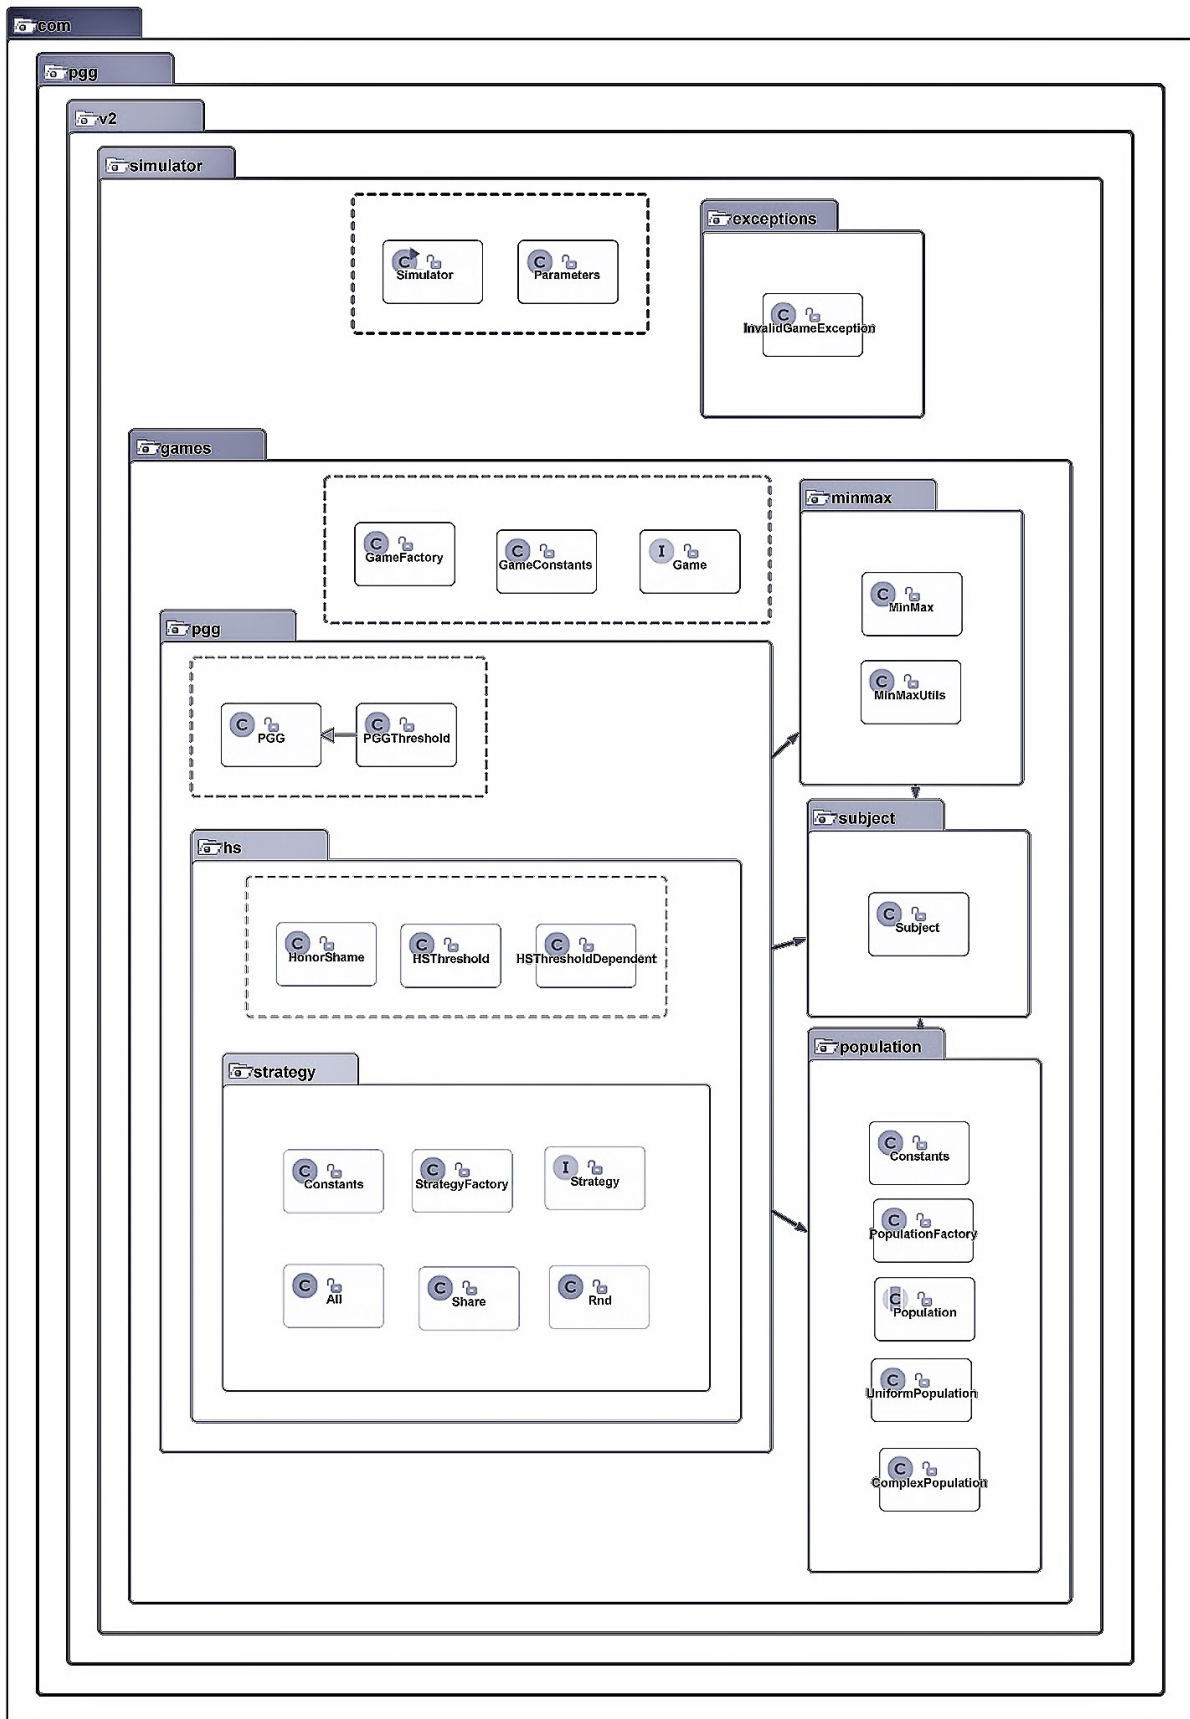 com
pgg
v2
simulator
C Simulator
C Parameters
exceptions
C InvalidGameException
games
C GameFactory
C GameConstants
I Game
minmax
C MinMax
C MinMaxUtils
pgg
C PGG
C PGGThreshold
subject
C Subject
hs
C HonorShame
C HSThreshold
C HSThresholdDependent
strategy
C Constants
C StrategyFactory
I Strategy
C All
C Share
C Rnd
population
C Constants
C PopulationFactory
C Population
C UniformPopulation
C ComplexPopulation